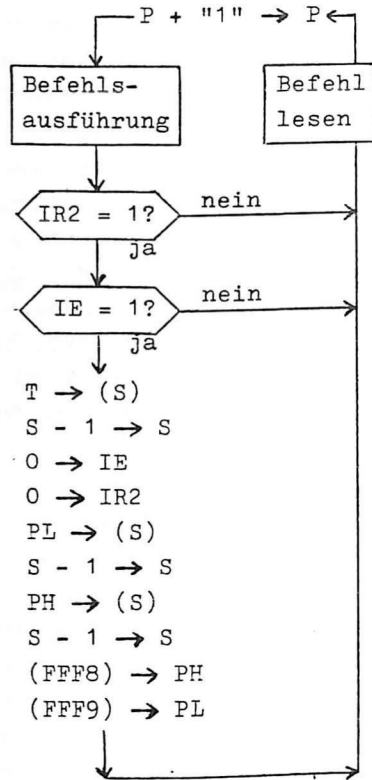 P + "1" → P
Befehls-
ausführung
Befehl
lesen
IR2 = 1?
nein
ja
IE = 1?
nein
ja
T → (S)
S - 1 → S
O → IE
O → IR2
PL → (S)
S - 1 → S
PH → (S)
S - 1 → S
(FFF8) → PH
(FFF9) → PL